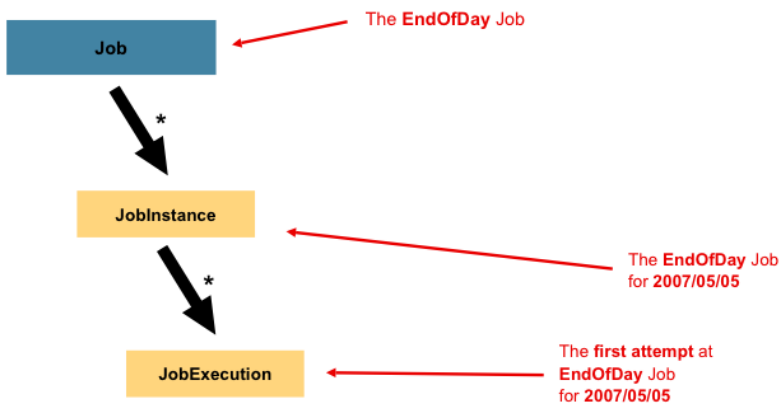 The EndOfDay Job
Job
*
JobInstance
*
The EndOfDay Job
for 2007/05/05
The first attempt at
EndOfDay Job
for 2007/05/05
JobExecution